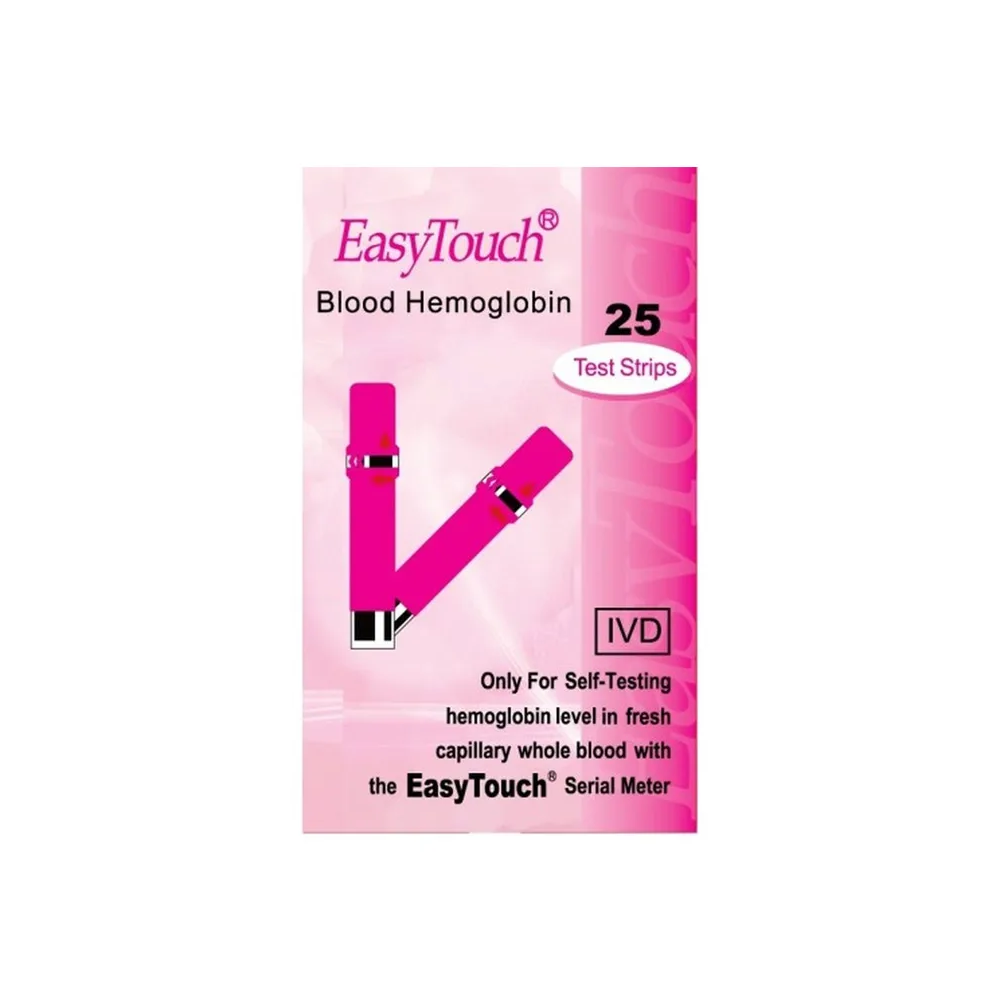 EasyTouch®
Blood Hemoglobin
25
Test Strips
EasyTouch
IVD
Only For Self-Testing
hemoglobin level in fresh
capillary whole blood with
the EasyTouch® Serial Meter